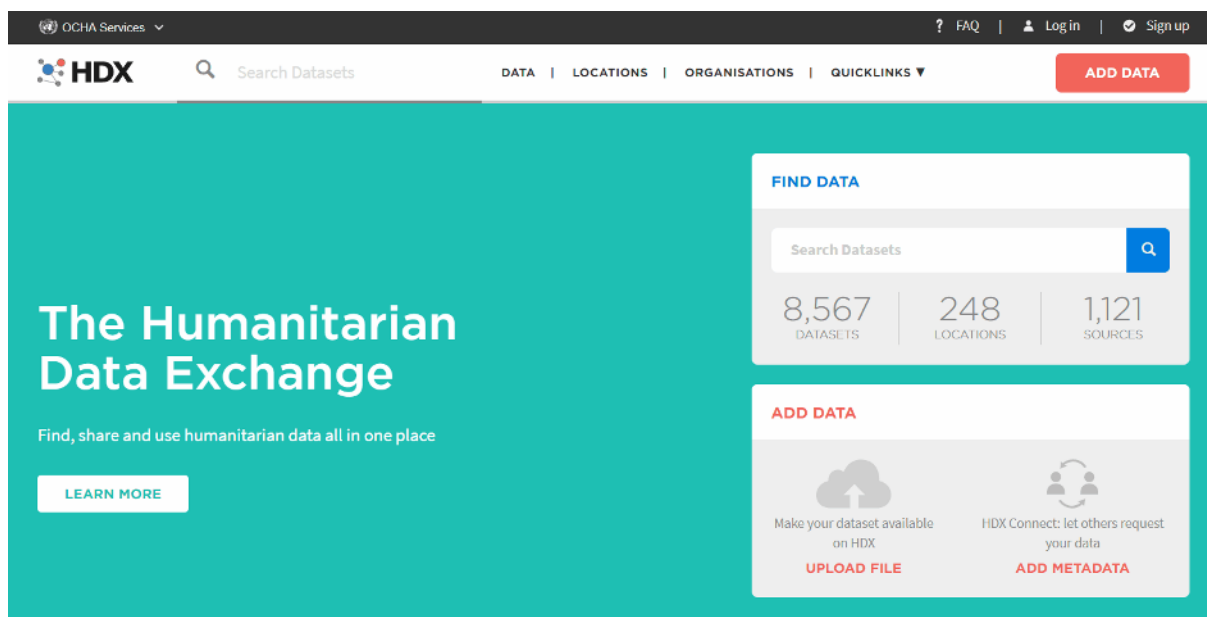 OCHA Services
? FAQ | Log in | Sign up
HDX
Search Datasets
DATA | LOCATIONS | ORGANISATIONS | QUICKLINKS ▼
ADD DATA
The Humanitarian
Data Exchange
Find, share and use humanitarian data all in one place
LEARN MORE
FIND DATA
Search Datasets
8,567 248 1,121
DATASETS LOCATIONS SOURCES
ADD DATA
Make your dataset available
on HDX
UPLOAD FILE
HDX Connect: let others request
your data
ADD METADATA